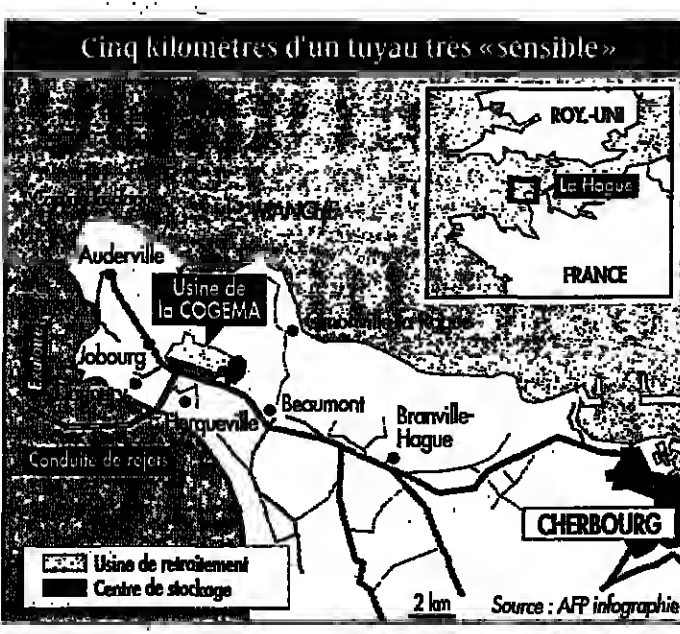 Cinq kilomètres d'un tuyau très «sensible»
ROY.-UNI
La Hague
FRANCE
MANCHE
Auderville
Usine de
la COGEMA
Jobourg
Herqueville
Beaumont
Branville-
Hague
Conduite de rejets
CHERBOURG
Usine de retraitement
Centre de stockage
2 km
Source : AFP infographie